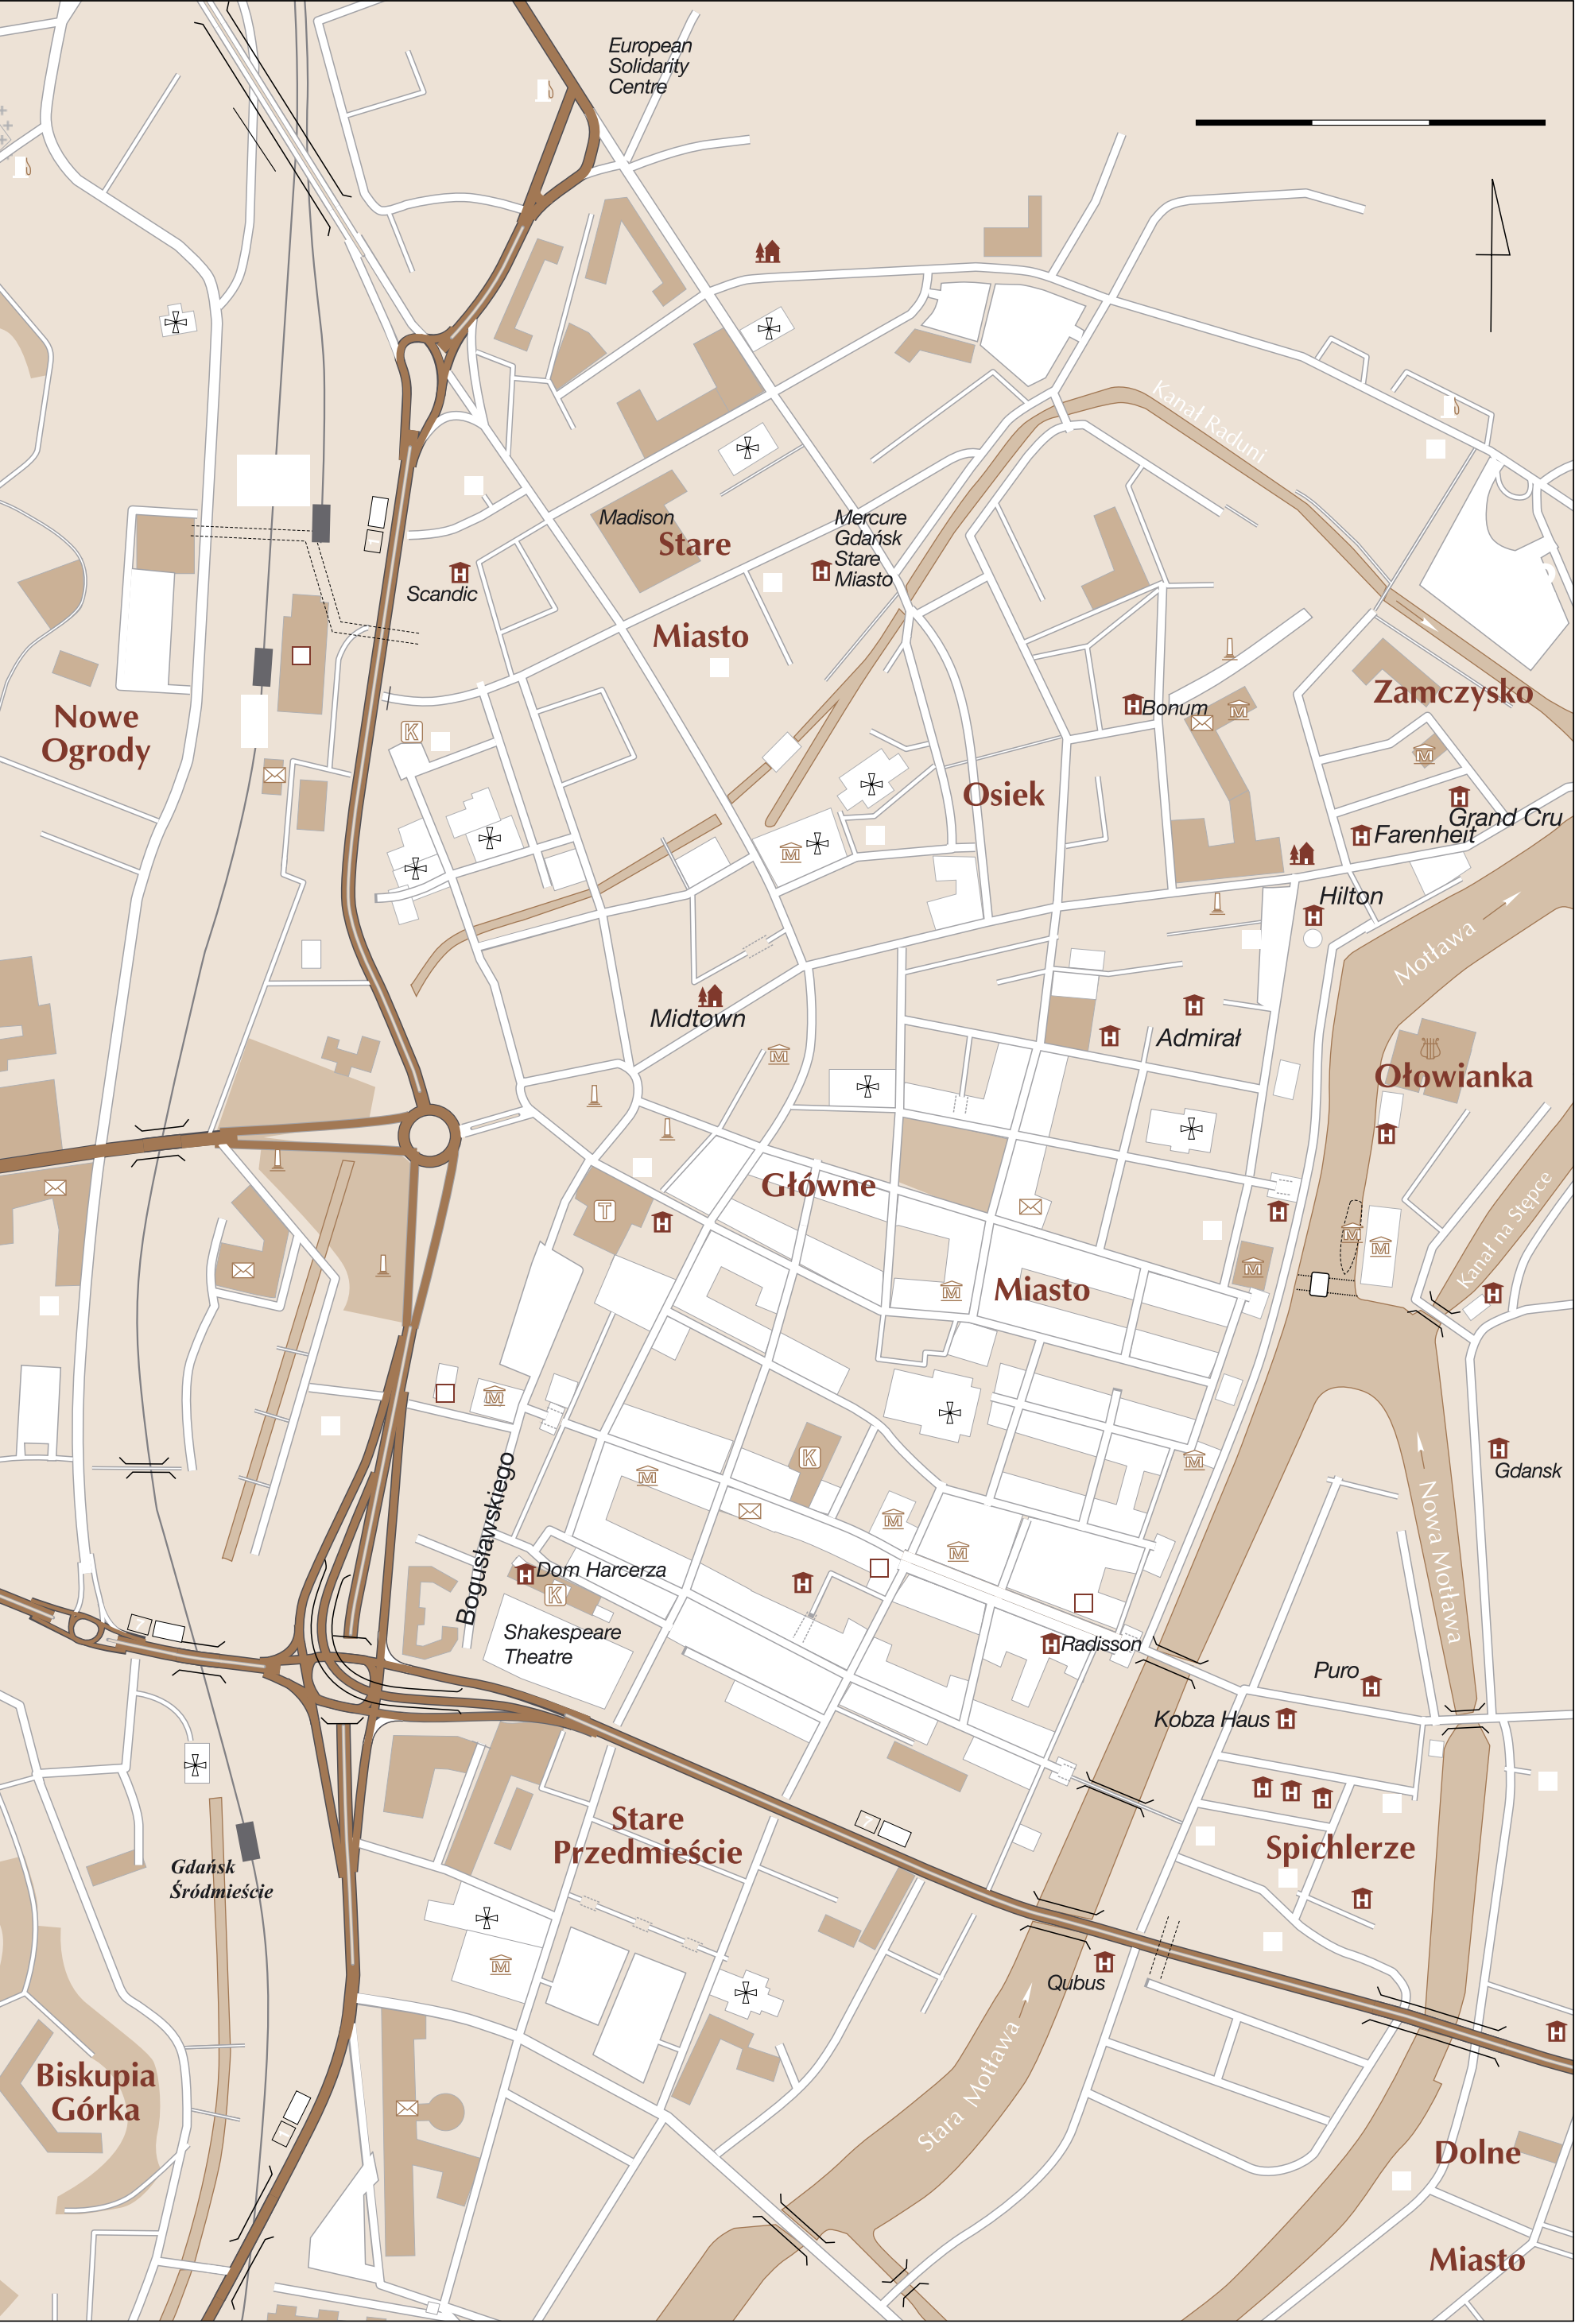 European
Solidarity
Centre
Kanał Raduni
Madison
Stare
Mercure
Gdańsk
Stare
Miasto
Scandic
Miasto
Zamczysko
Nowe
Ogrody
Bonum
K
Osiek
Grand Cru
Farenheit
Hilton
Motława
Midtown
Admirał
Ołowianka
Główne
T
Kanał na Stępce
Miasto
K
Gdansk
Bogusławskiego
Nowa Motława
Dom Harcerza
K
Shakespeare
Theatre
Radisson
Puro
Kobza Haus
Stare
Przedmieście
Spichlerze
Gdańsk
Śródmieście
Qubus
Biskupia
Górka
Stara Motława
Dolne
Miasto